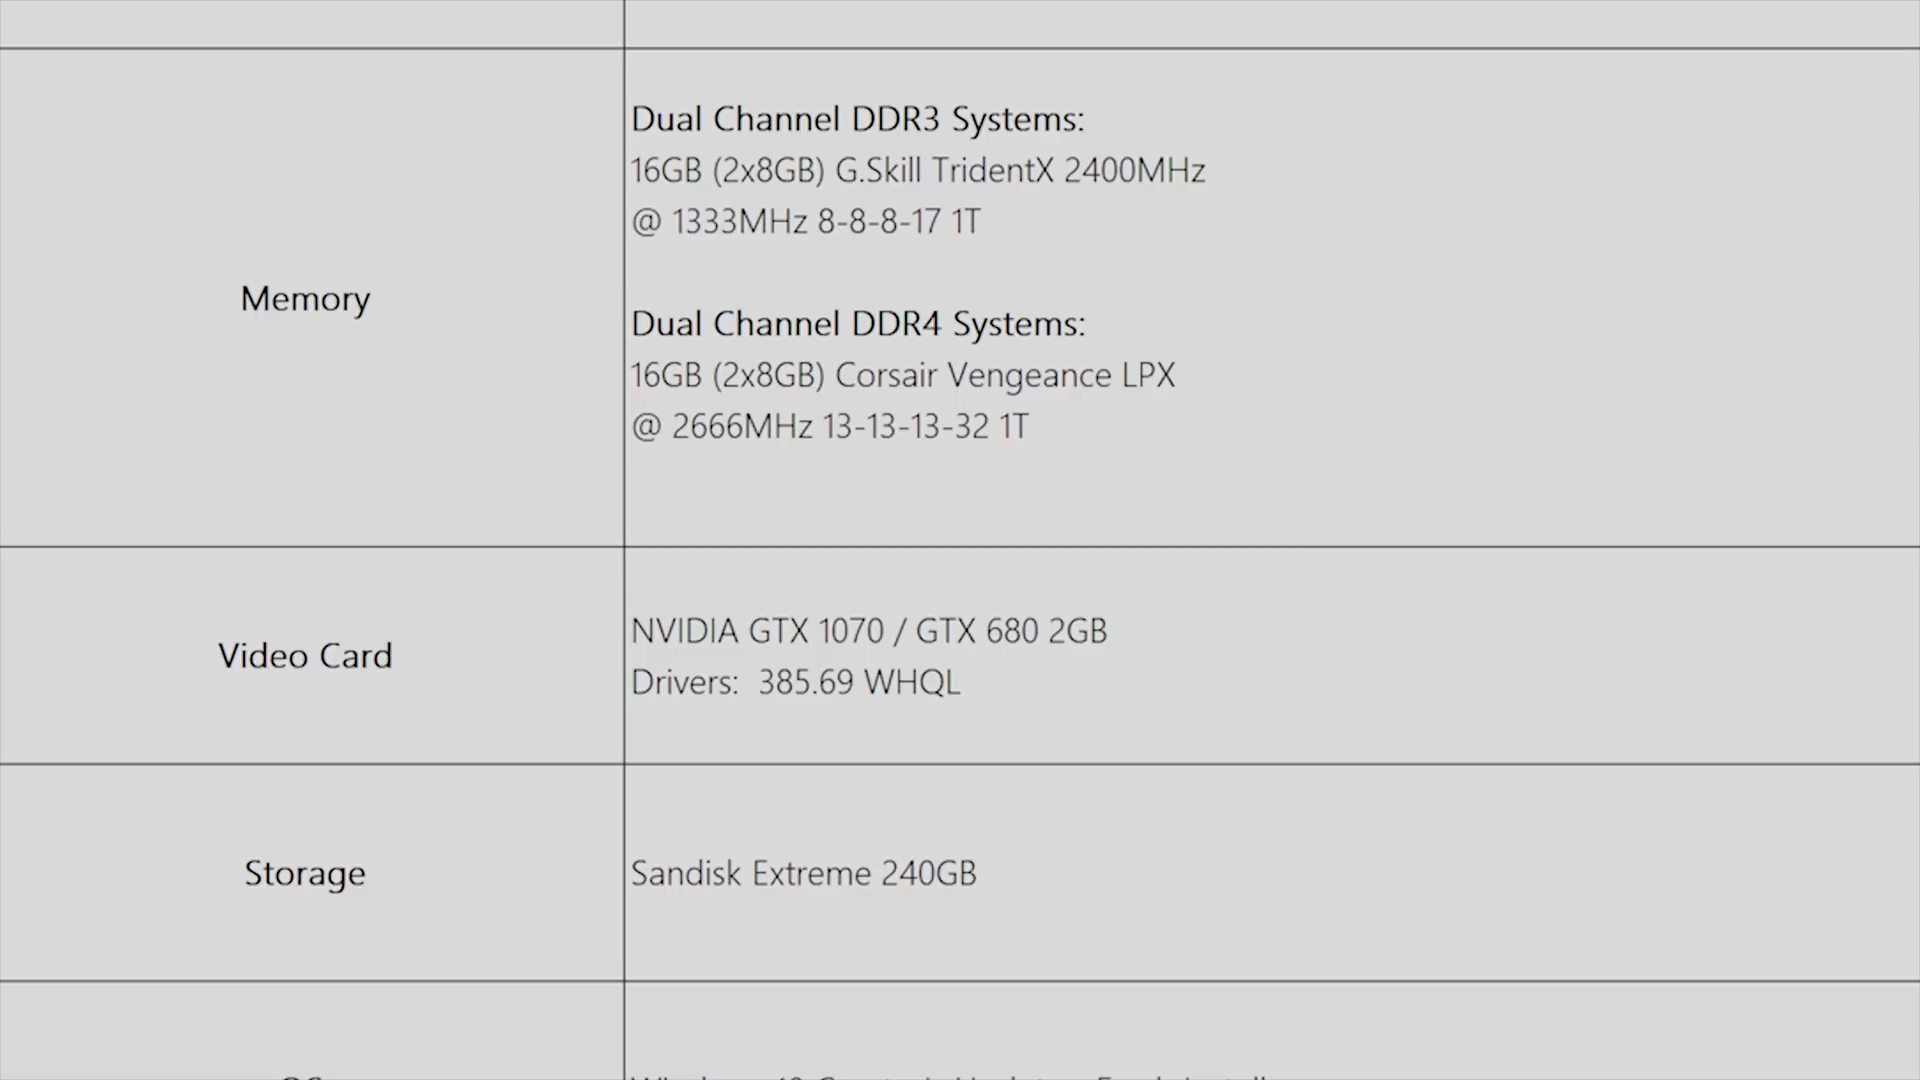 Dual Channel DDR3 Systems:
16GB (2x8GB) G.Skill TridentX 2400MHz
@ 1333MHz 8-8-8-17 1T
Memory
Dual Channel DDR4 Systems:
16GB (2x8GB) Corsair Vengeance LPX
@ 2666MHz 13-13-13-32 1T
Video Card
NVIDIA GTX 1070 / GTX 680 2GB
Drivers:  385.69 WHQL
Storage
Sandisk Extreme 240GB